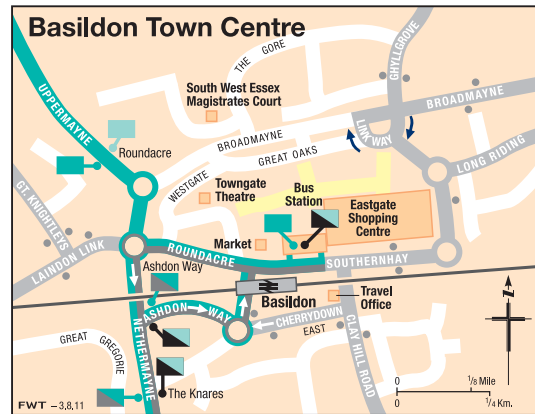 Basildon Town Centre
UPPERMAYNE
THE GORE
GHYLLGROVE
South West Essex
Magistrates Court
BROADMAYNE
LINK WAY
BROADMAYNE
GREAT OAKS
LONG RIDING
Roundacre
WESTGATE
Towngate
Theatre
Bus
Station
Eastgate
Shopping
Centre
GT. KNIGHTLEYS
LAINDON LINK
Market
ROUNDACRE
SOUTHERNHAY
Ashdon Way
Basildon
Travel
Office
ASHDON WAY
CHERRYDOWN
EAST
CLAY HILL ROAD
NETHERMAYNE
GREAT
GREGORIE
The Knares
N
0 1/8 Mile
0 1/4 Km.
FWT – 3.8.11